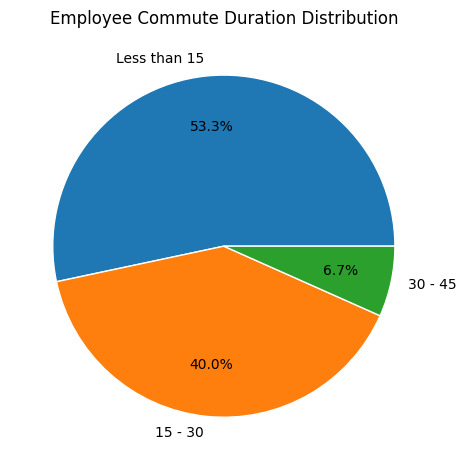 Employee Commute Duration Distribution
Less than 15
53.3%
6.7%
30 - 45
40.0%
15 - 30